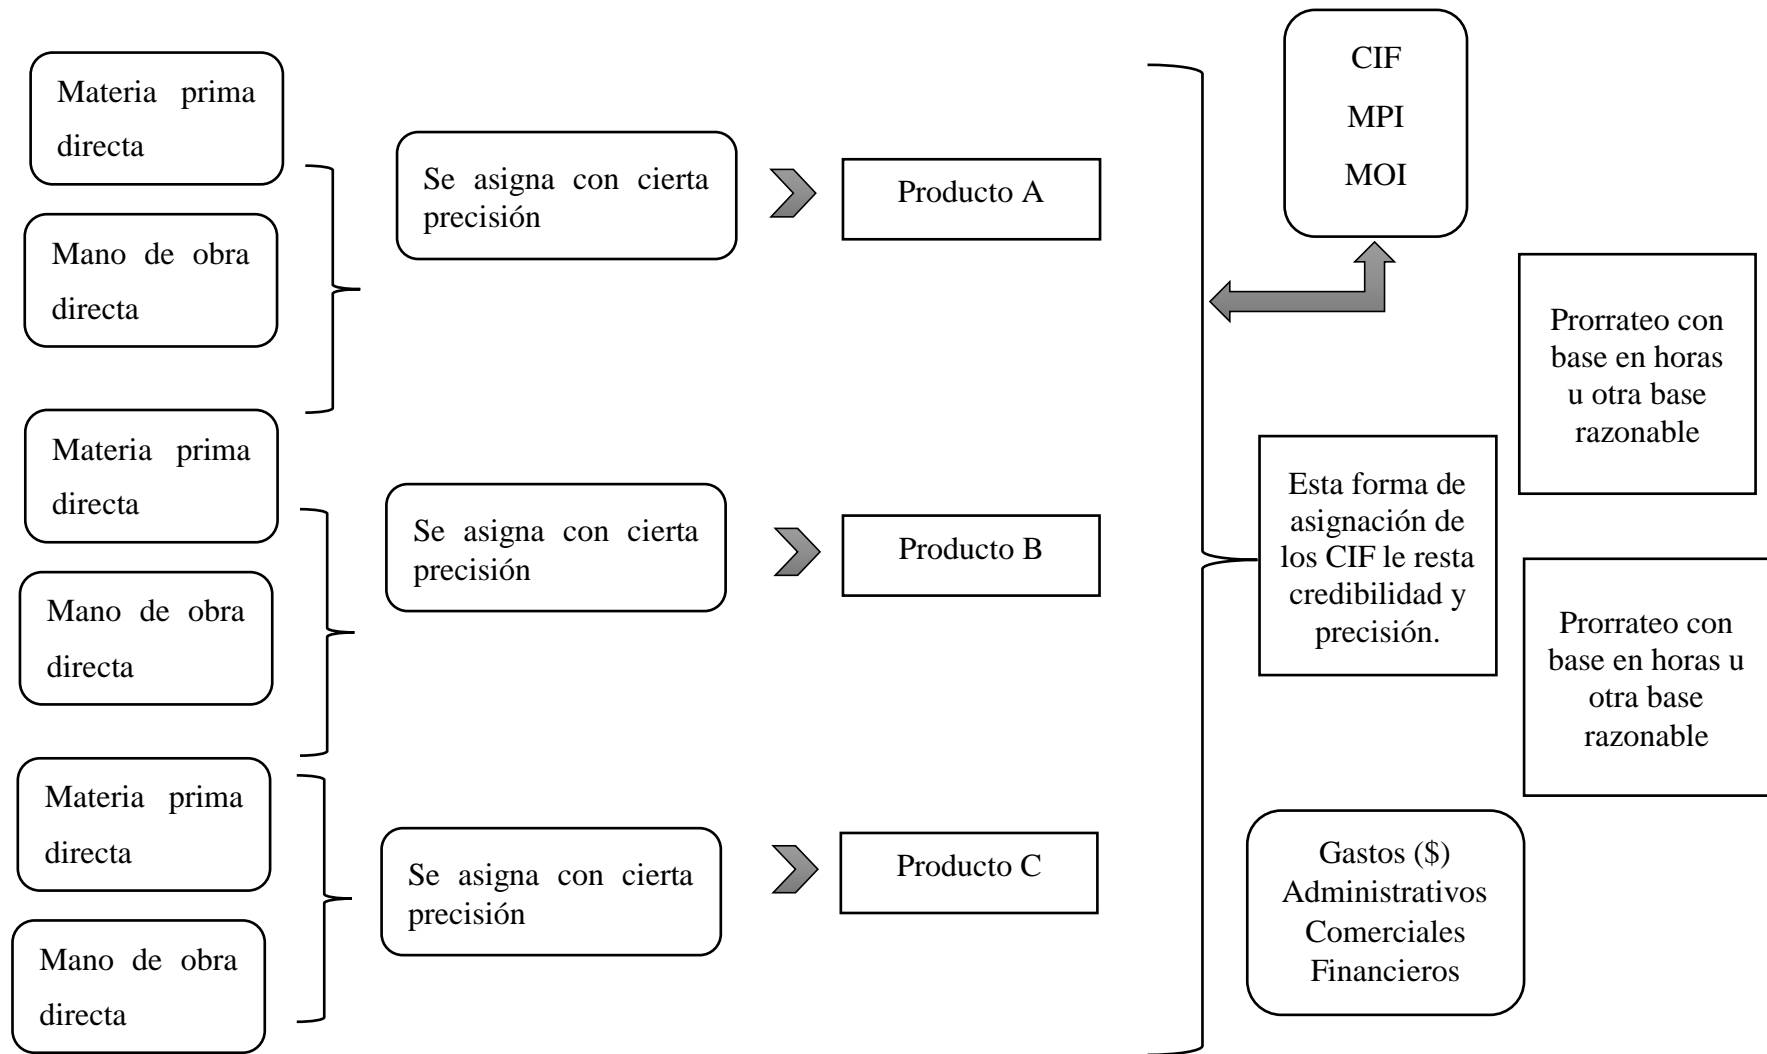 Materia prima
directa
Mano de obra
directa
Se asigna con cierta
precisión
Producto A
CIF
MPI
MOI
Prorrateo con
base en horas
u otra base
razonable
Materia prima
directa
Mano de obra
directa
Se asigna con cierta
precisión
Producto B
Esta forma de
asignación de
los CIF le resta
credibilidad y
precisión.
Prorrateo con
base en horas u
otra base
razonable
Materia prima
directa
Mano de obra
directa
Se asigna con cierta
precisión
Producto C
Gastos ($)
Administrativos
Comerciales
Financieros